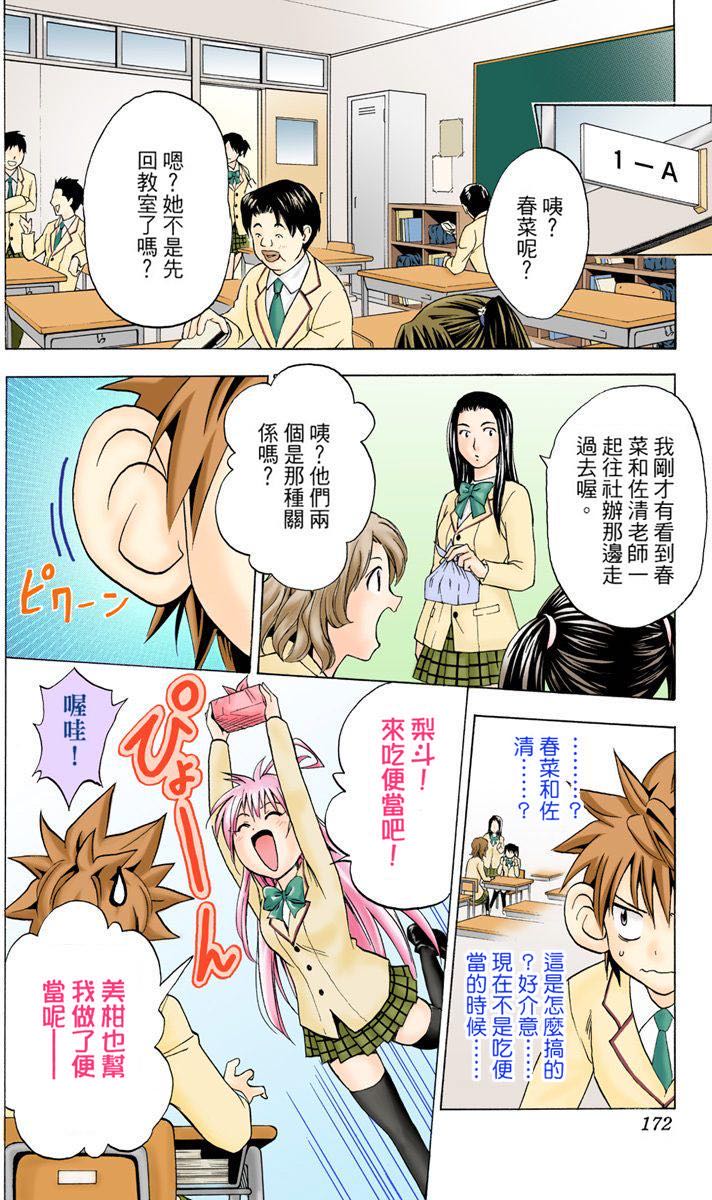 1-A
咦？
春菜呢？
嗯？她不是先
回教室了嗎？
我剛才有看到春
菜和佐清老師一
起往社辦那邊走
過去喔。
咦？他們兩
個是那種關
係嗎？
ピクーン
………？
春菜和佐
清……？
這是怎麼搞的
？好介意……
現在不是吃便
當的時候……
梨斗！
來吃便當吧！
ぴょーん
喔哇！
美柑也幫
我做了便
當呢——
172